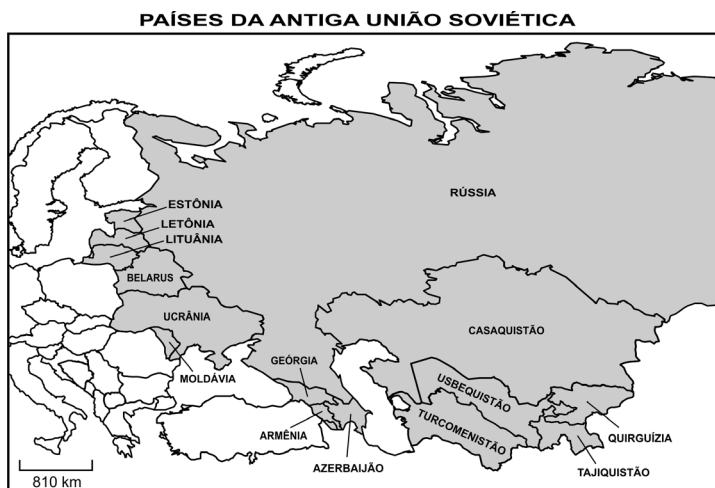 PAÍSES DA ANTIGA UNIÃO SOVIÉTICA
RÚSSIA
ESTÔNIA
LETÔNIA
LITUÂNIA
BELARUS
UCRÂNIA
CASAQUISTÃO
GEÓRGIA
MOLDÁVIA
USBEQUISTÃO
TURCOMENISTÃO
ARMÊNIA
QUIRGUÍZIA
AZERBAIJÃO
TAJIQUISTÃO
810 km